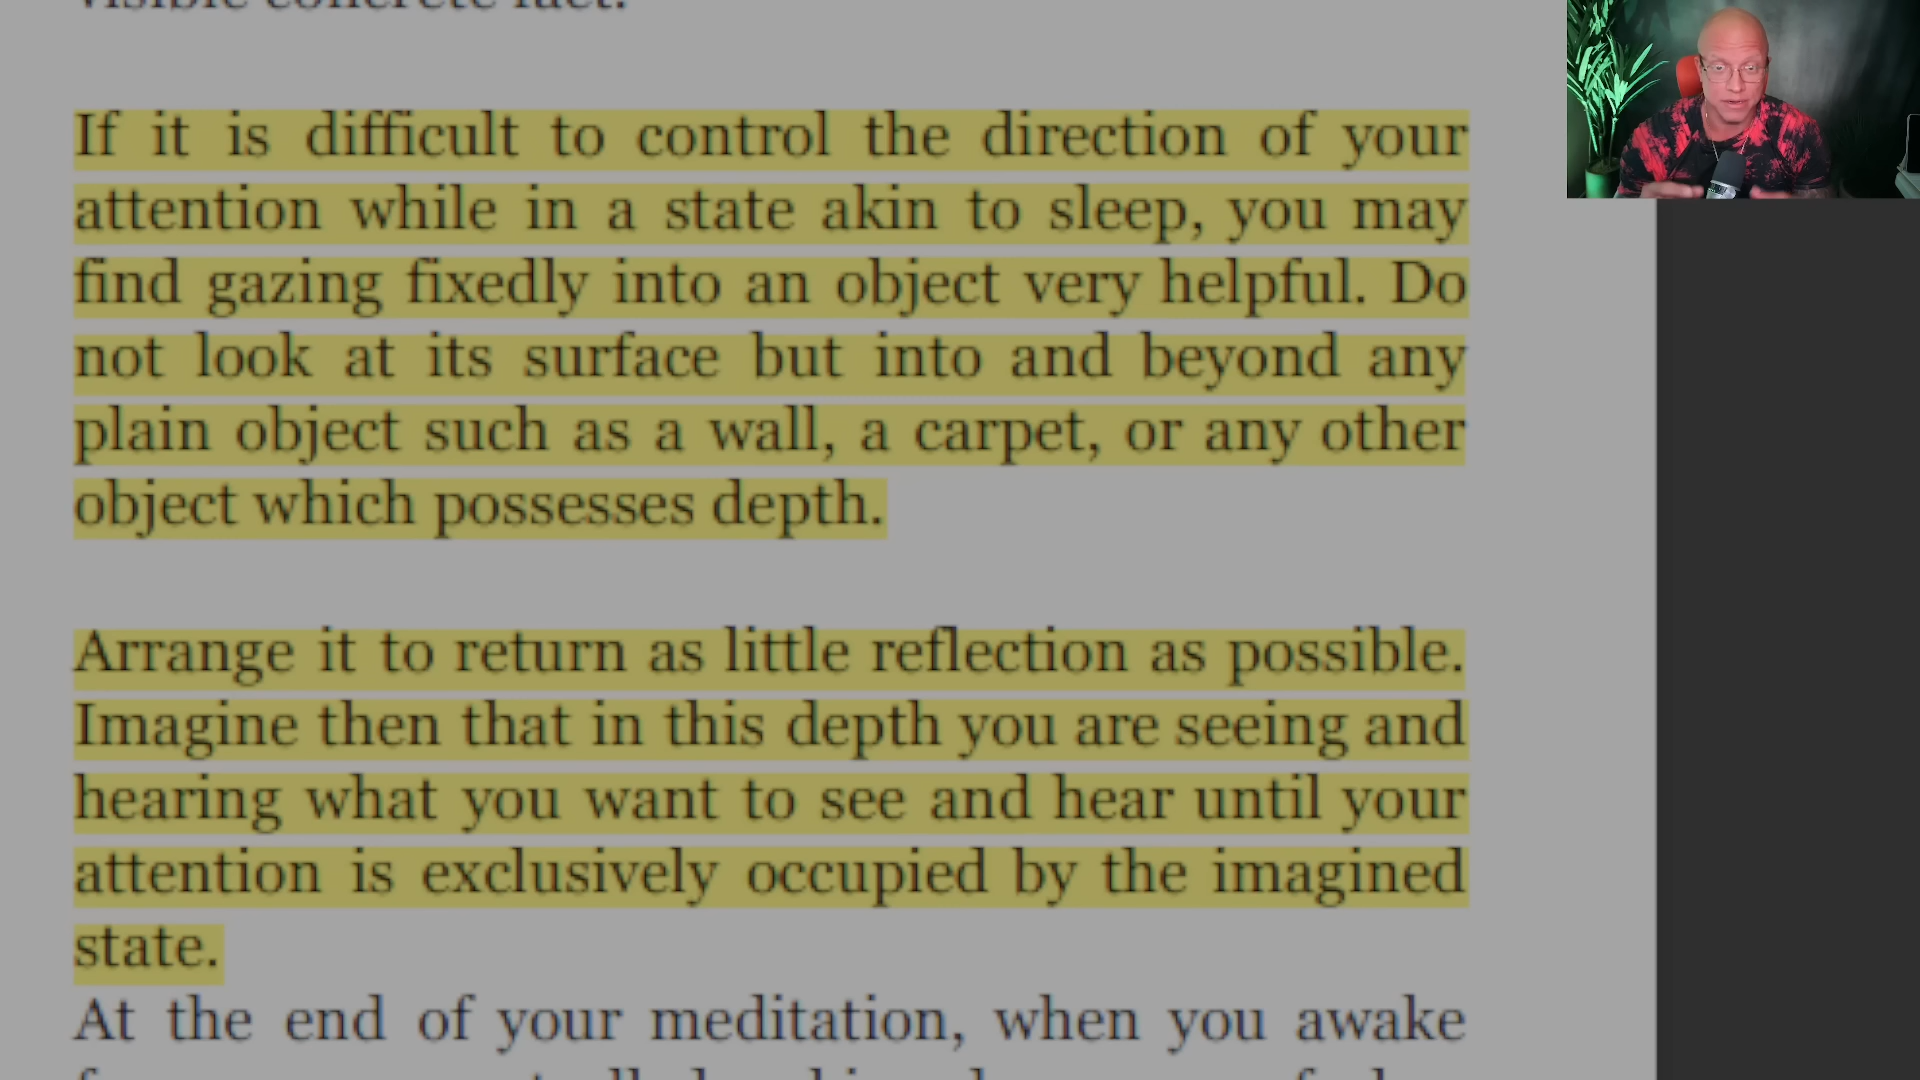 visible concrete fact.
If it is difficult to control the direction of your
attention while in a state akin to sleep, you may
find gazing fixedly into an object very helpful. Do
not look at its surface but into and beyond any
plain object such as a wall, a carpet, or any other
object which possesses depth.
Arrange it to return as little reflection as possible.
Imagine then that in this depth you are seeing and
hearing what you want to see and hear until your
attention is exclusively occupied by the imagined
state.
At the end of your meditation, when you awake